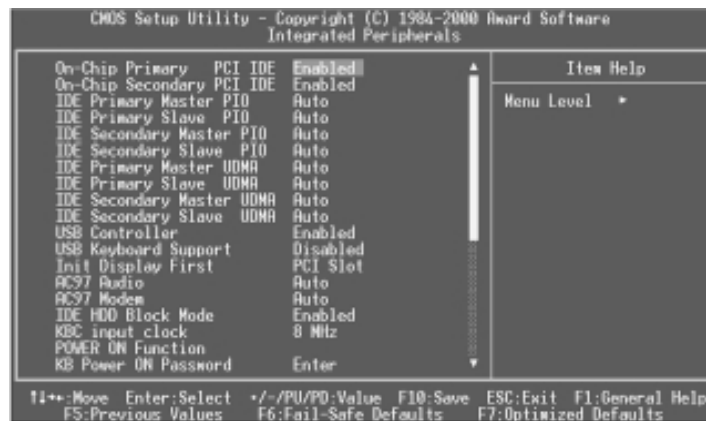 CMOS Setup Utility - Copyright (C) 1984-2000 Award Software
Integrated Peripherals
On-Chip Primary PCI IDE Enabled
On-Chip Secondary PCI IDE Enabled
IDE Primary Master PIO Auto
IDE Primary Slave PIO Auto
IDE Secondary Master PIO Auto
IDE Secondary Slave PIO Auto
IDE Primary Master UDMA Auto
IDE Primary Slave UDMA Auto
IDE Secondary Master UDMA Auto
IDE Secondary Slave UDMA Auto
USB Controller Enabled
USB Keyboard Support Disabled
Init Display First PCI Slot
AC97 Audio Auto
AC97 Modem Auto
IDE HDD Block Mode Enabled
KBC input clock 8 MHz
POWER ON Function
KB Power ON Password Enter
Item Help
Menu Level ►
↑↓←→:Move Enter:Select +/-/PU/PD:Value F10:Save ESC:Exit F1:General Help
F5:Previous Values F6:Fail-Safe Defaults F7:Optimized Defaults